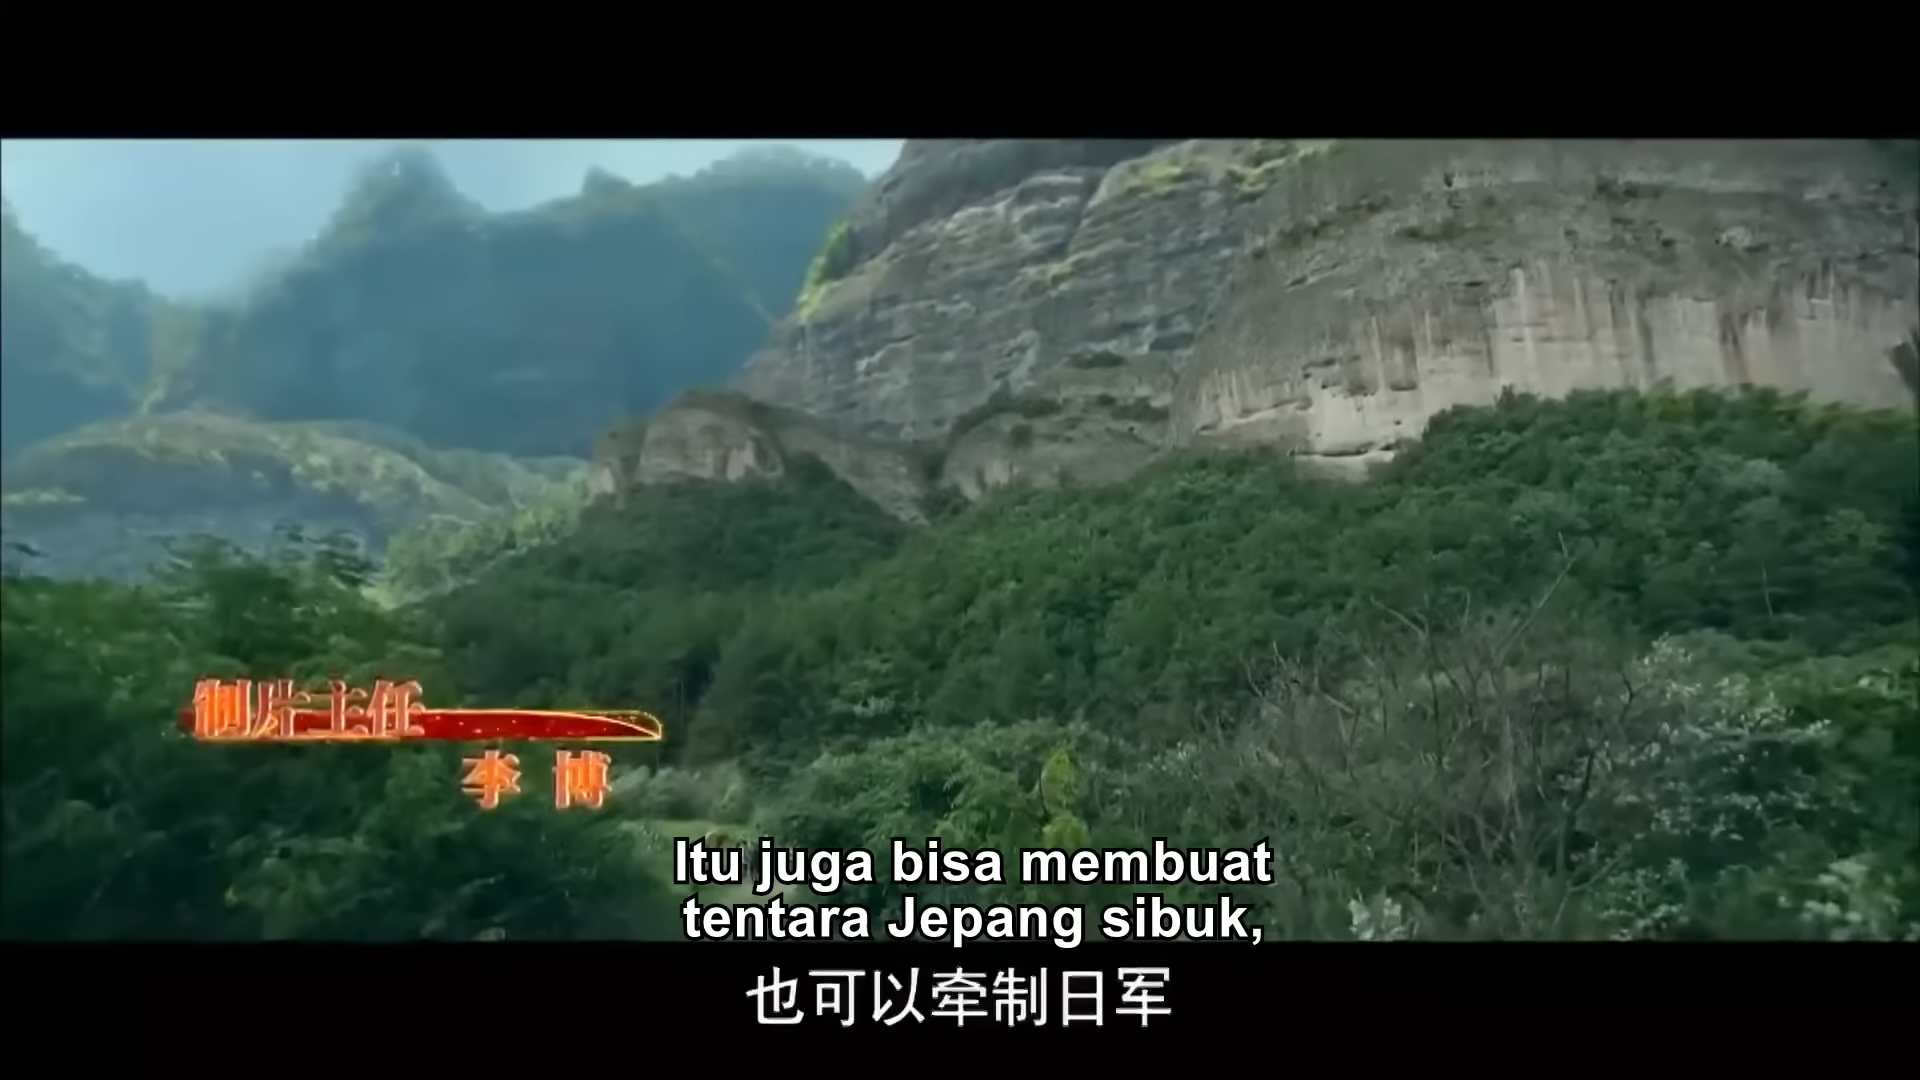 制片主任
李 博
Itu juga bisa membuat
tentara Jepang sibuk,
也可以牵制日军